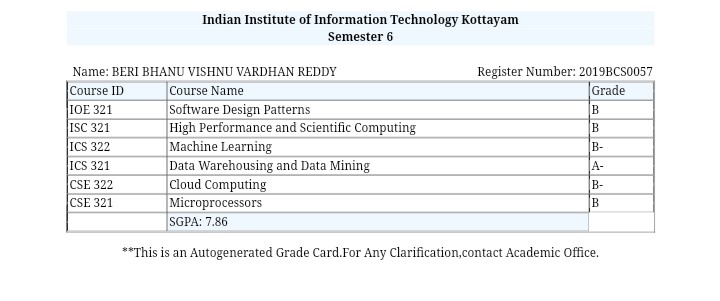 Indian Institute of Information Technology Kottayam
Semester 6
Name: BERI BHANU VISHNU VARDHAN REDDY Register Number: 2019BCS0057
Course ID Course Name Grade
IOE 321 Software Design Patterns B
ISC 321 High Performance and Scientific Computing B
ICS 322 Machine Learning B-
ICS 321 Data Warehousing and Data Mining A-
CSE 322 Cloud Computing B-
CSE 321 Microprocessors B
SGPA: 7.86
**This is an Autogenerated Grade Card.For Any Clarification,contact Academic Office.